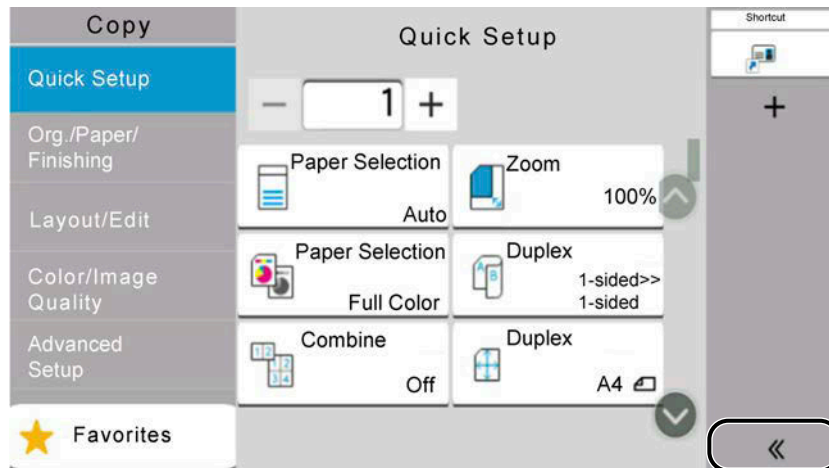 Copy
Quick Setup
Shortcut
Quick Setup
1
Org./Paper/
Finishing
Paper Selection
Auto
Zoom
100%
Layout/Edit
Paper Selection
Full Color
Duplex
1-sided>>
1-sided
Color/Image
Quality
Combine
Off
Duplex
A4
Advanced
Setup
Favorites